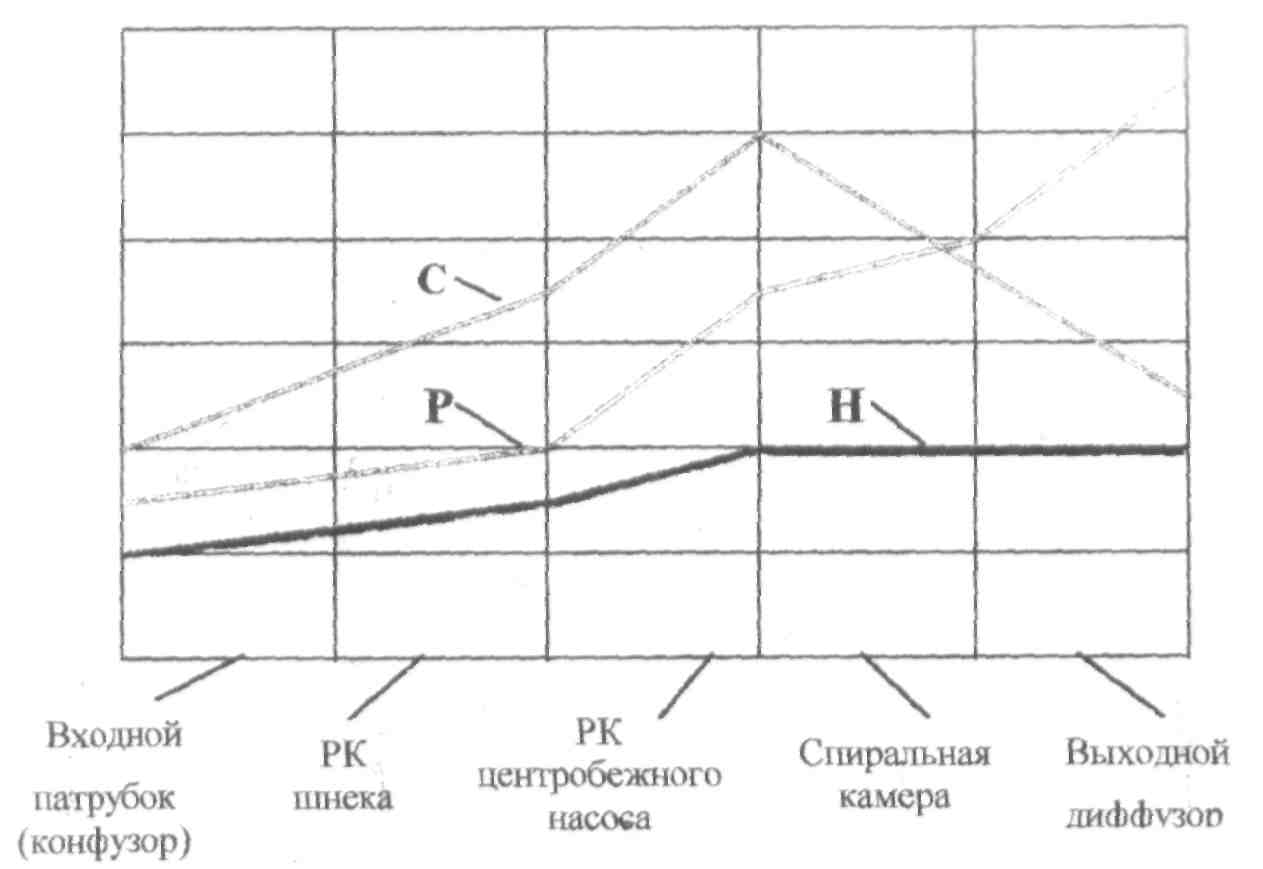 С
Р
Н
Входной
патрубок
(конфузор)
РК
шнека
РК
центробежного
насоса
Спиральная
камера
Выходной
диффузор